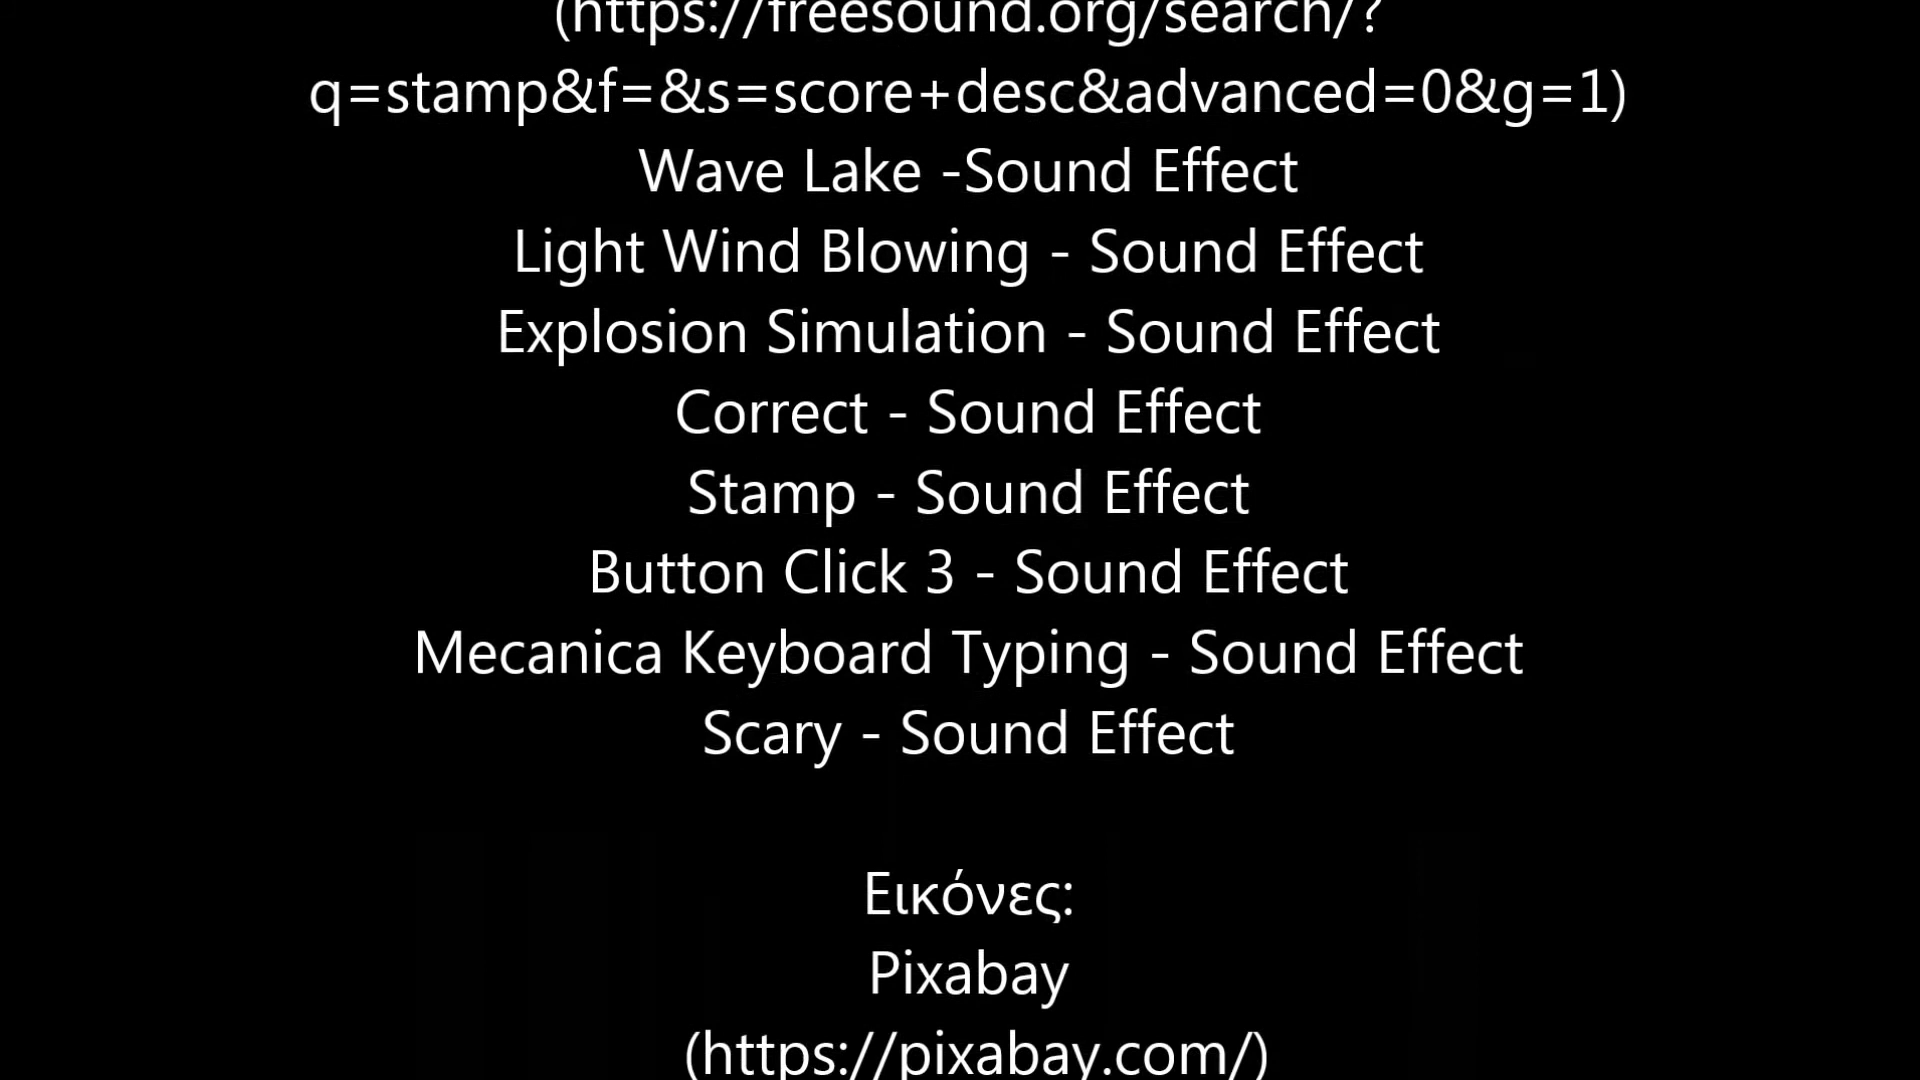 (https://freesound.org/search/?
q=stamp&f=&s=score+desc&advanced=0&g=1)
Wave Lake -Sound Effect
Light Wind Blowing - Sound Effect
Explosion Simulation - Sound Effect
Correct - Sound Effect
Stamp - Sound Effect
Button Click 3 - Sound Effect
Mecanica Keyboard Typing - Sound Effect
Scary - Sound Effect
Εικόνες:
Pixabay
(https://pixabay.com/)